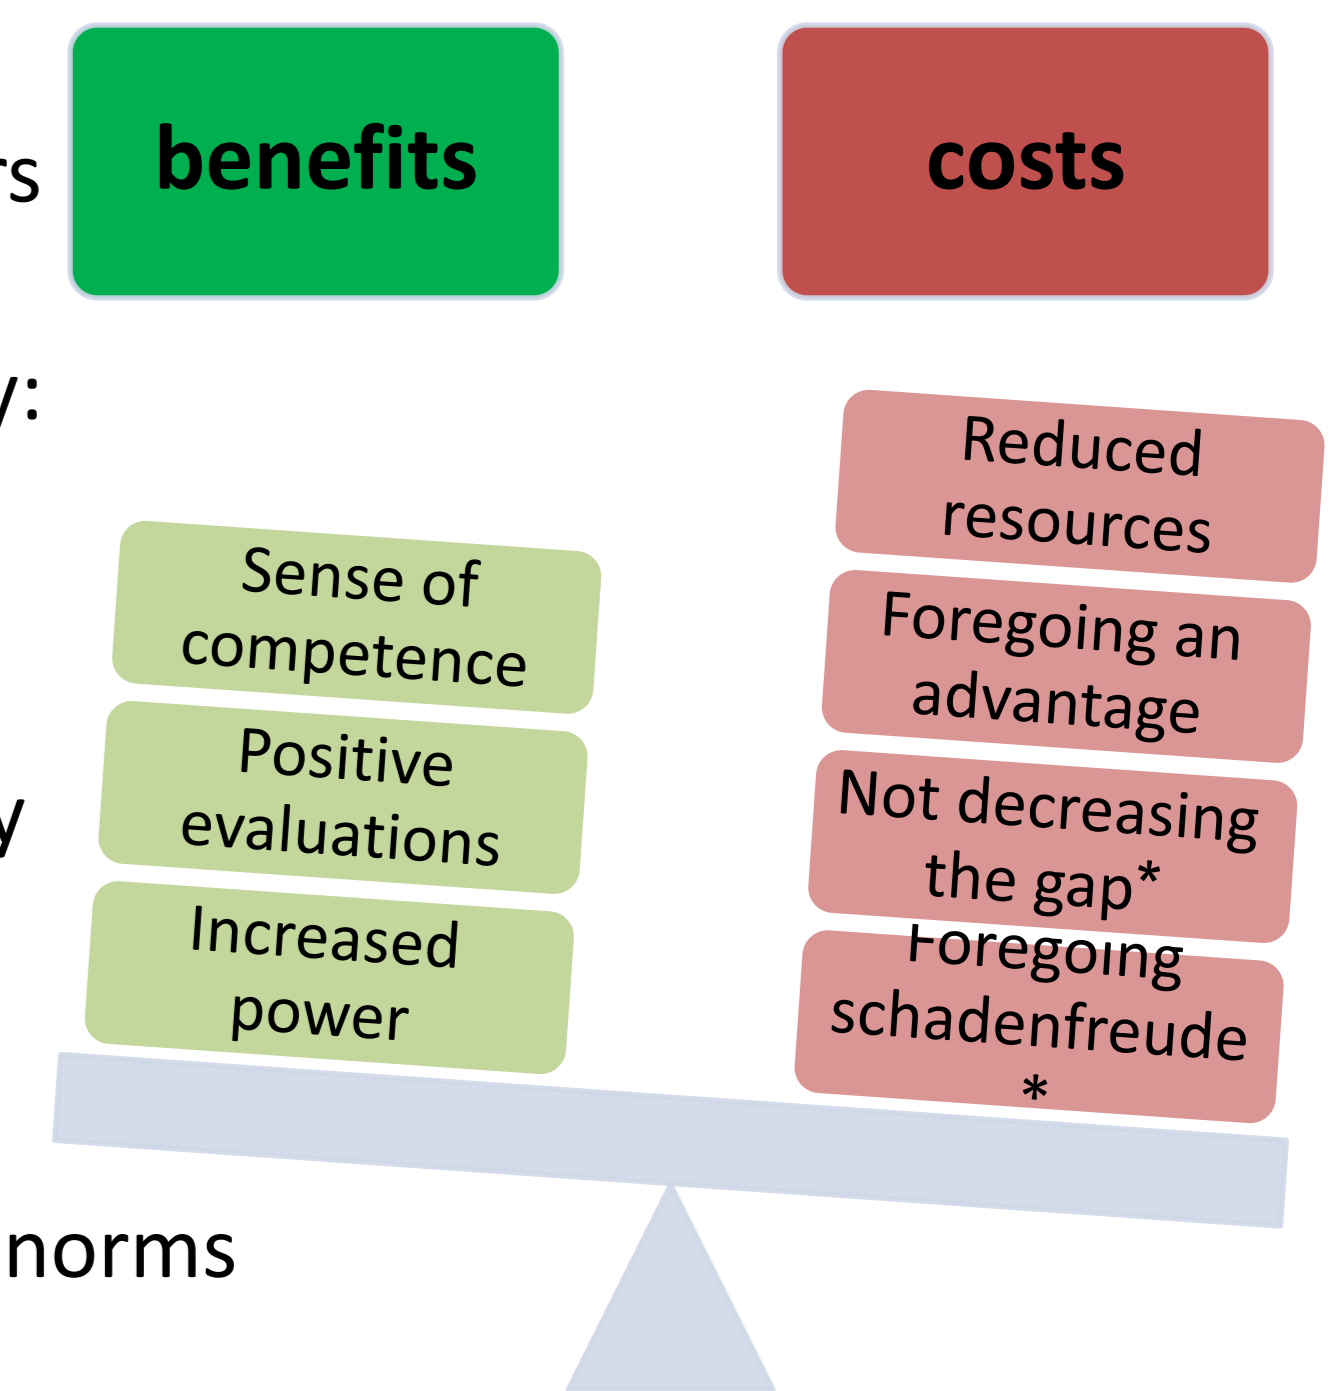 benefits
costs
rs
y:
Reduced
resources
Foregoing an
advantage
Not decreasing
the gap*
Foregoing
schadenfreude
*
Sense of
competence
Positive
evaluations
Increased
power
y
norms